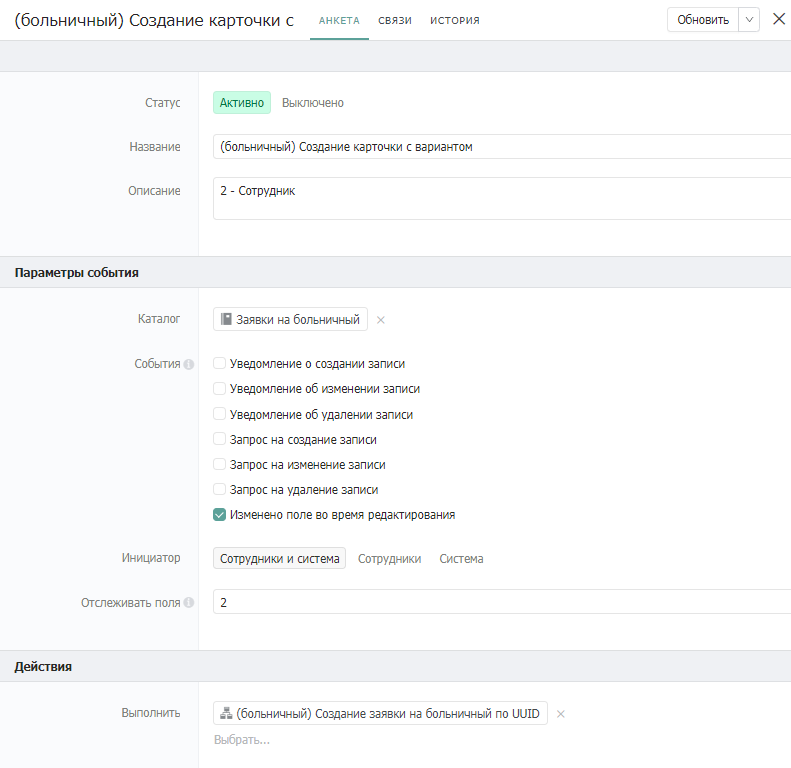 (больничный) Создание карточки с АНКЕТА СВЯЗИ ИСТОРИЯ Обновить
Статус Активно Выключено
Название (больничный) Создание карточки с вариантом
Описание 2 - Сотрудник
Параметры события
Каталог Заявки на больничный
События Уведомление о создании записи
Уведомление об изменении записи
Уведомление об удалении записи
Запрос на создание записи
Запрос на изменение записи
Запрос на удаление записи
Изменено поле во время редактирования
Инициатор Сотрудники и система Сотрудники Система
Отслеживать поля 2
Действия
Выполнить (больничный) Создание заявки на больничный по UUID
Выбрать...